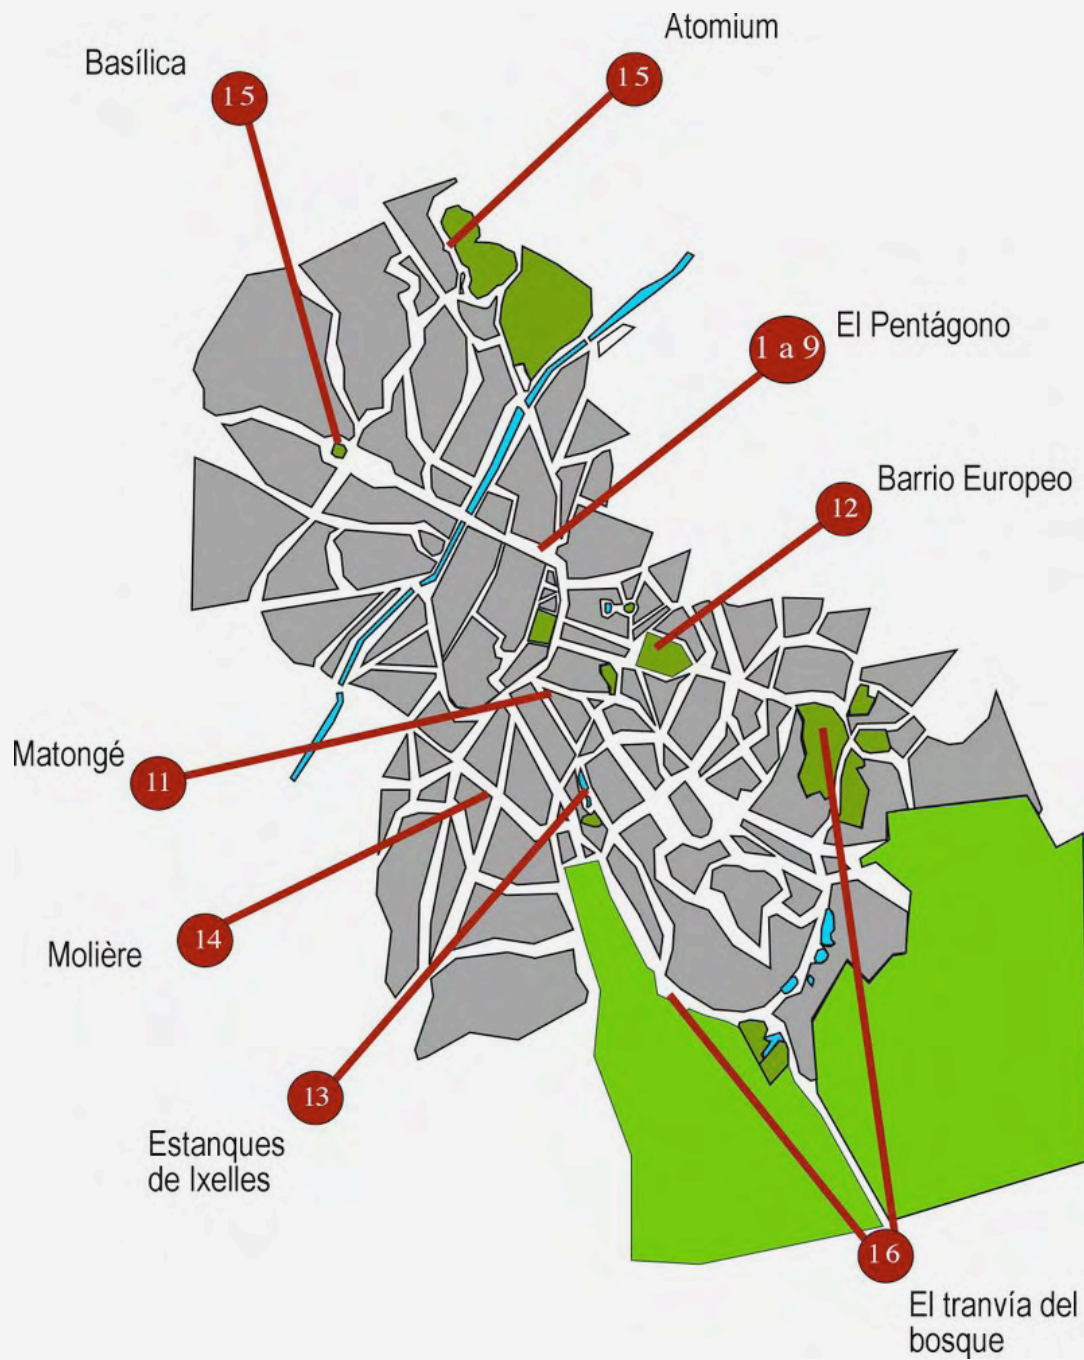 Atomium
15
Basílica
15
El Pentágono
1 a 9
Barrio Europeo
12
Matongé
11
Molière
14
13
Estanques
de Ixelles
16
El tranvía del
bosque